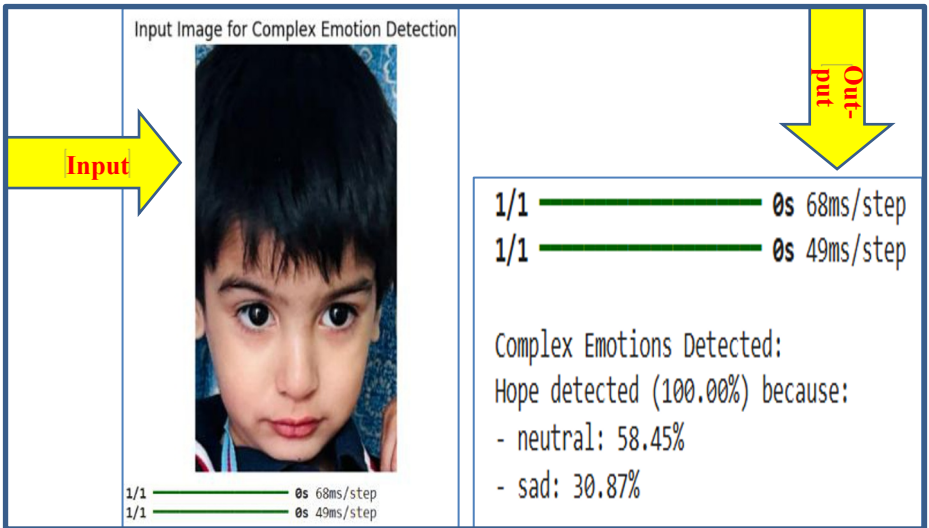 Input Image for Complex Emotion Detection
Input
1/1 0s 68ms/step
1/1 0s 49ms/step
Out-
put
1/1 0s 68ms/step
1/1 0s 49ms/step
Complex Emotions Detected:
Hope detected (100.00%) because:
- neutral: 58.45%
- sad: 30.87%